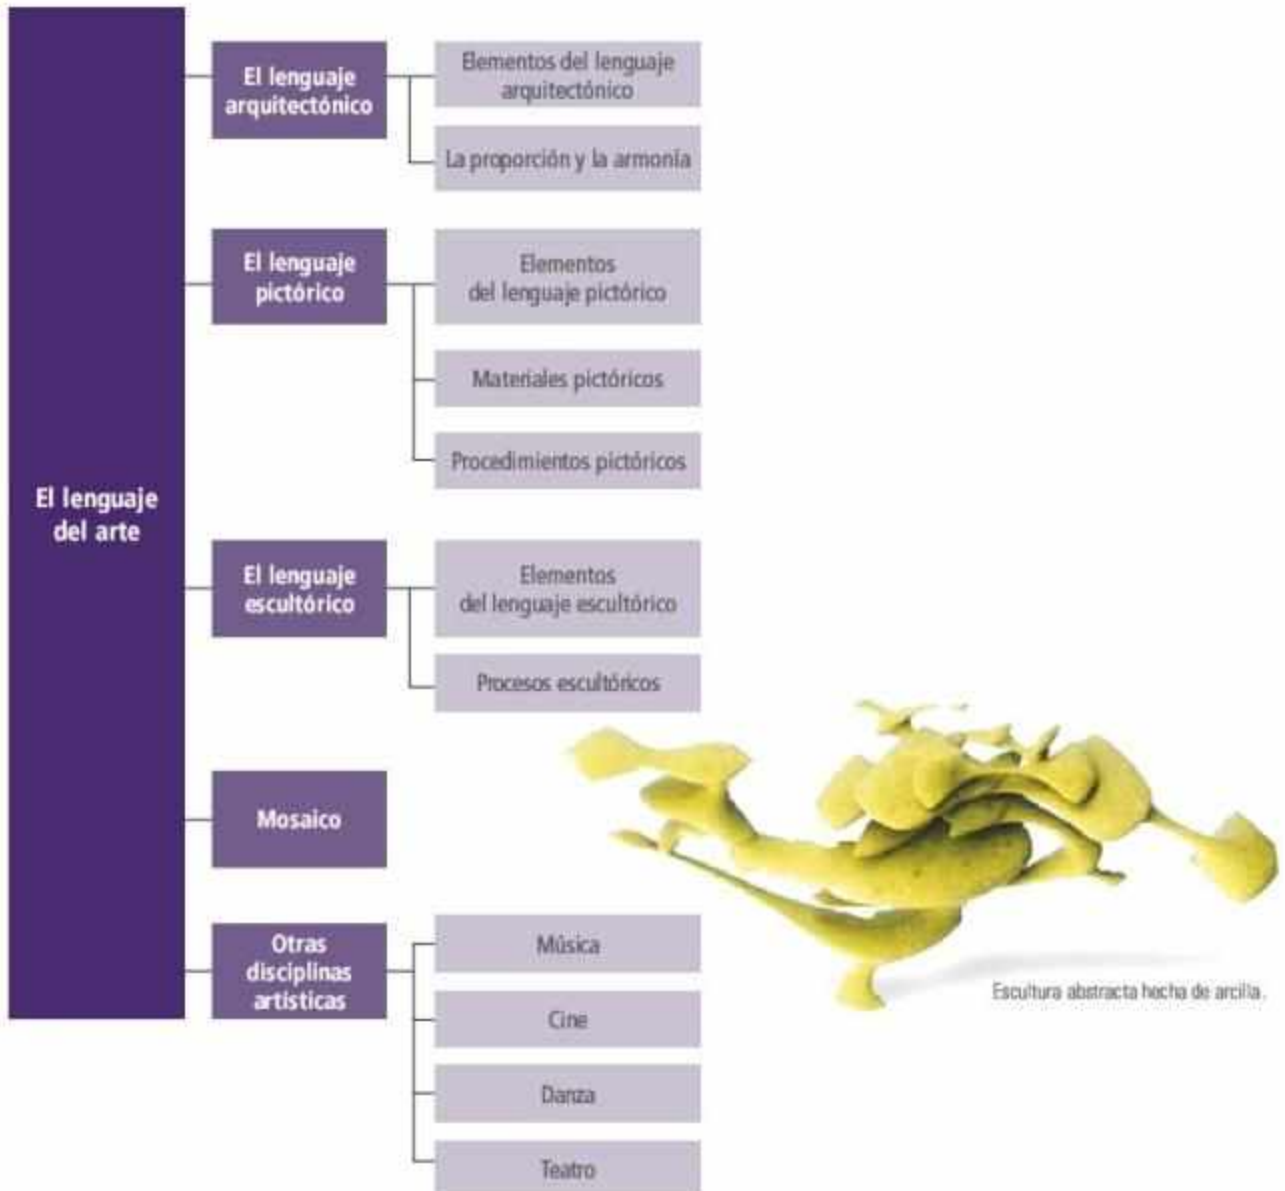 El lenguaje
del arte
El lenguaje
arquitectónico
Elementos del lenguaje
arquitectónico
La proporción y la armonía
El lenguaje
pictórico
Elementos
del lenguaje pictórico
Materiales pictóricos
Procedimientos pictóricos
El lenguaje
escultórico
Elementos
del lenguaje escultórico
Procesos escultóricos
Mosaico
Otras
disciplinas
artísticas
Música
Cine
Danza
Teatro
Escultura abstracta hecha de arcilla.